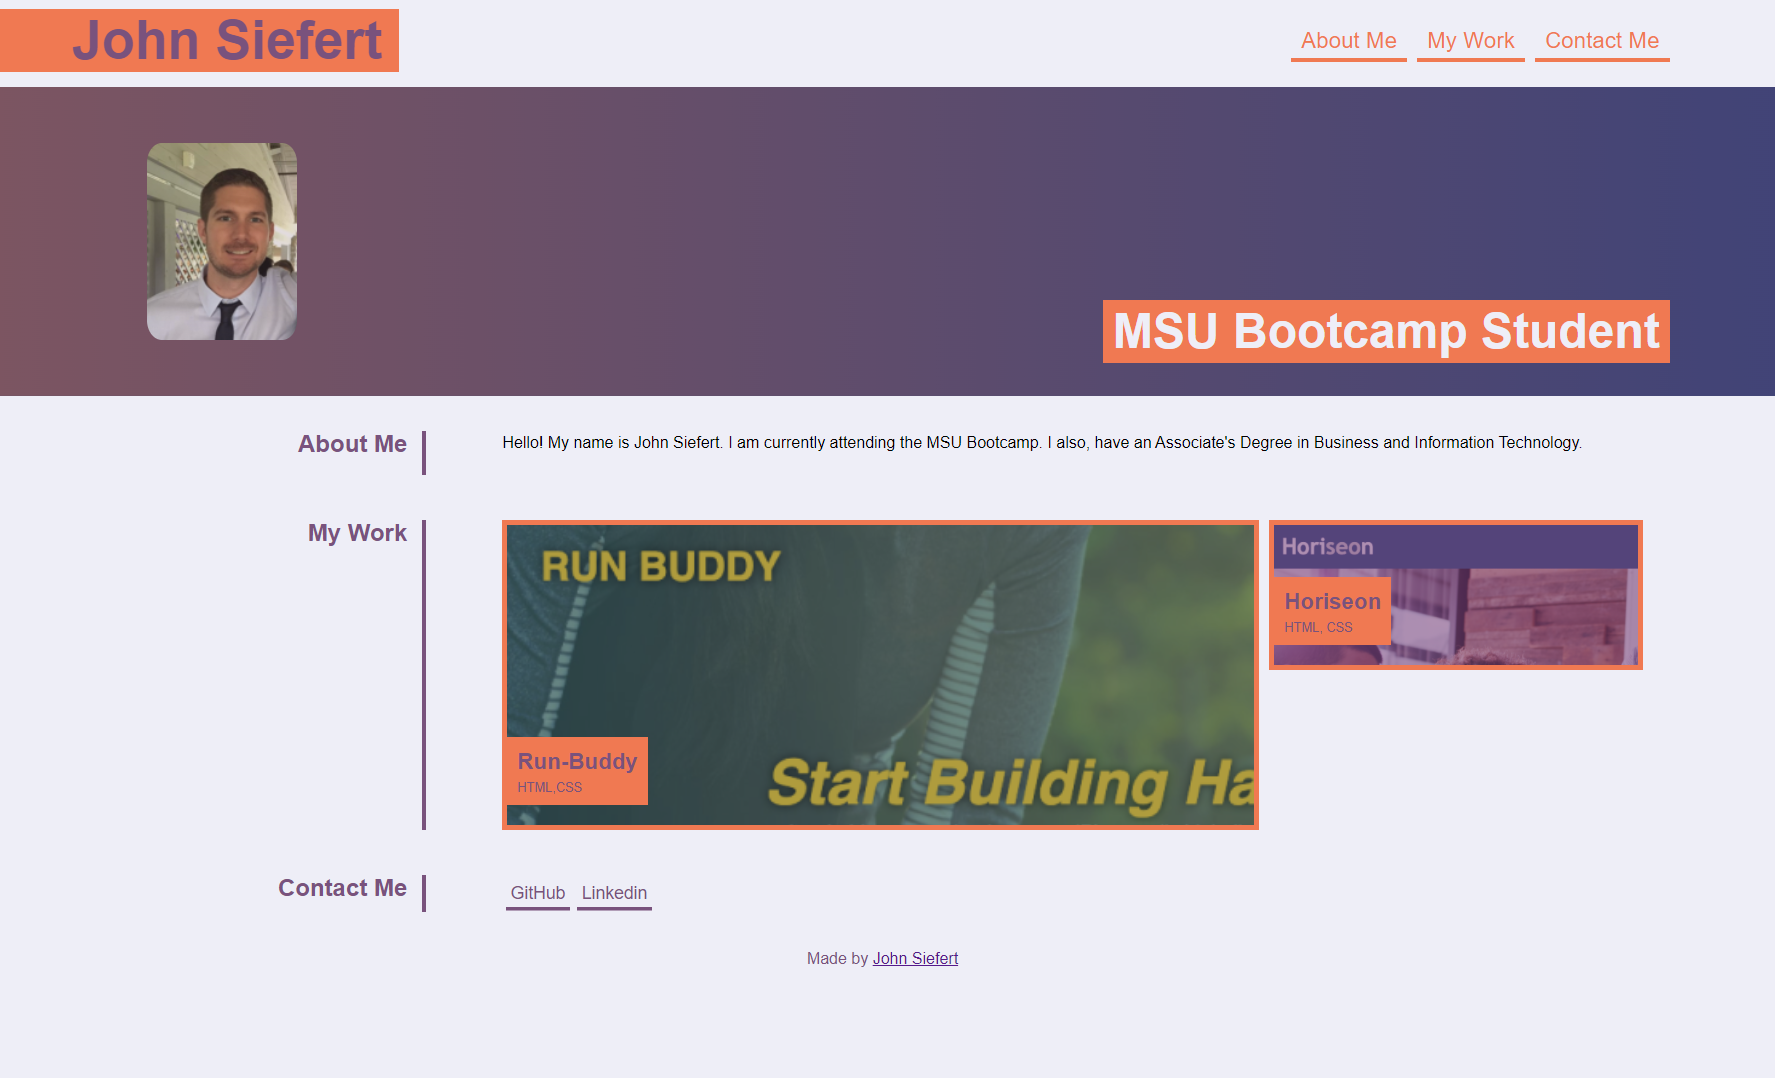 John Siefert
About Me My Work Contact Me
MSU Bootcamp Student
About Me
Hello! My name is John Siefert. I am currently attending the MSU Bootcamp. I also, have an Associate's Degree in Business and Information Technology.
My Work
RUN BUDDY
Start Building Ha
Run-Buddy
HTML,CSS
Horiseon
Horiseon
HTML, CSS
Contact Me
GitHub Linkedin
Made by John Siefert